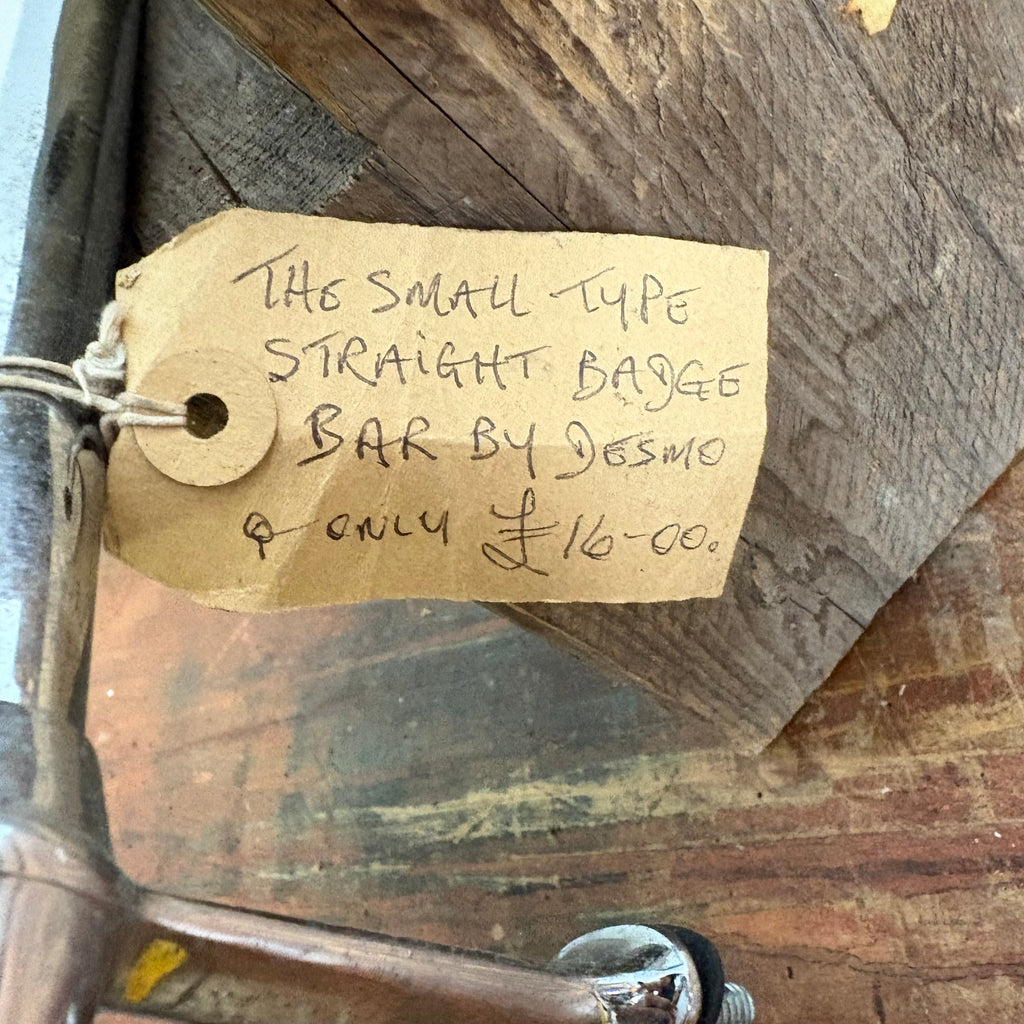 THE SMALL TYPE
STRAIGHT BADGE
BAR BY DESMO
ONLY £16-00.